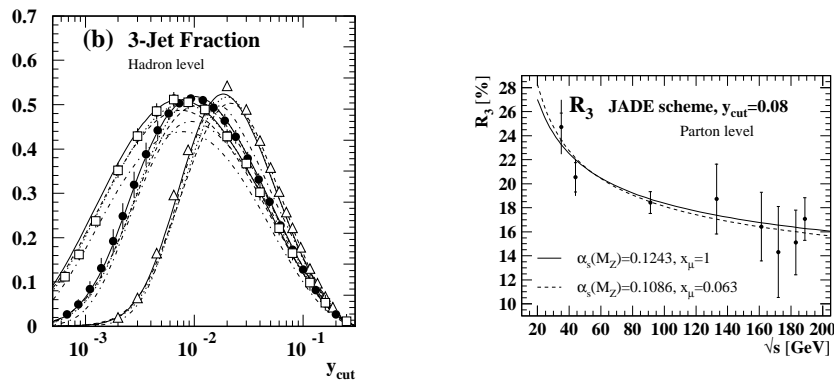 (b) 3-Jet Fraction
Hadron level
0.7
0.6
0.5
0.4
0.3
0.2
0.1
0
10⁻³ 10⁻² 10⁻¹
y_cut
R₃ [%]
28
26
24
22
20
18
16
14
12
10
R₃ JADE scheme, y_cut=0.08
Parton level
α_s(M_Z)=0.1243, x_μ=1
α_s(M_Z)=0.1086, x_μ=0.063
20 40 60 80 100 120 140 160 180 200
√s [GeV]